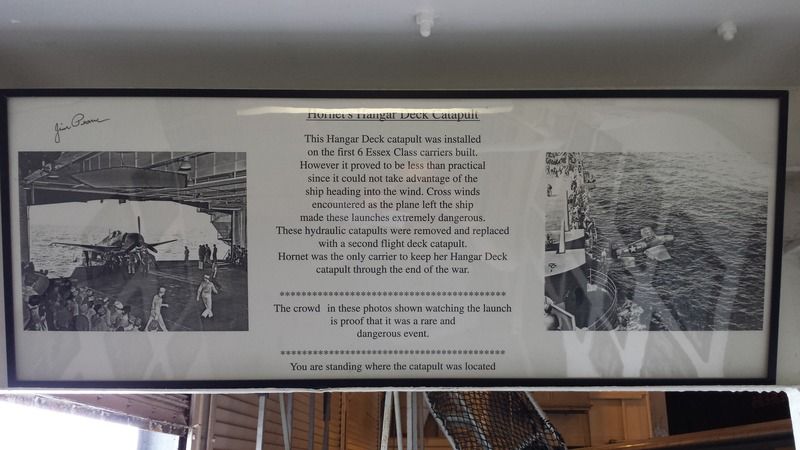 Hornet's Hangar Deck Catapult
This Hangar Deck catapult was installed
on the first 6 Essex Class carriers built.
However it proved to be less than practical
since it could not take advantage of the
ship heading into the wind. Cross winds
encountered as the plane left the ship
made these launches extremely dangerous.
These hydraulic catapults were removed and replaced
with a second flight deck catapult.
Hornet was the only carrier to keep her Hangar Deck
catapult through the end of the war.
******************************************
The crowd in these photos shown watching the launch
is proof that it was a rare and
dangerous event.
******************************************
You are standing where the catapult was located